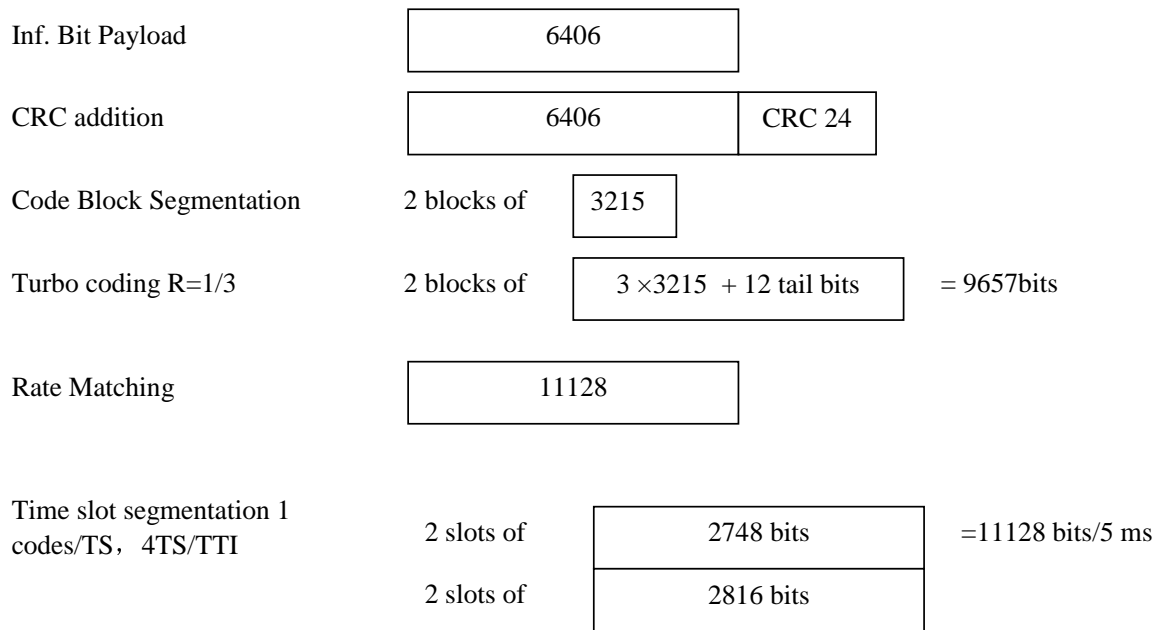 Inf. Bit Payload 6406
CRC addition 6406 CRC 24
Code Block Segmentation 2 blocks of 3215
Turbo coding R=1/3 2 blocks of 3 ×3215 + 12 tail bits = 9657bits
Rate Matching 11128
Time slot segmentation 1
codes/TS，4TS/TTI 2 slots of 2748 bits =11128 bits/5 ms
2 slots of 2816 bits